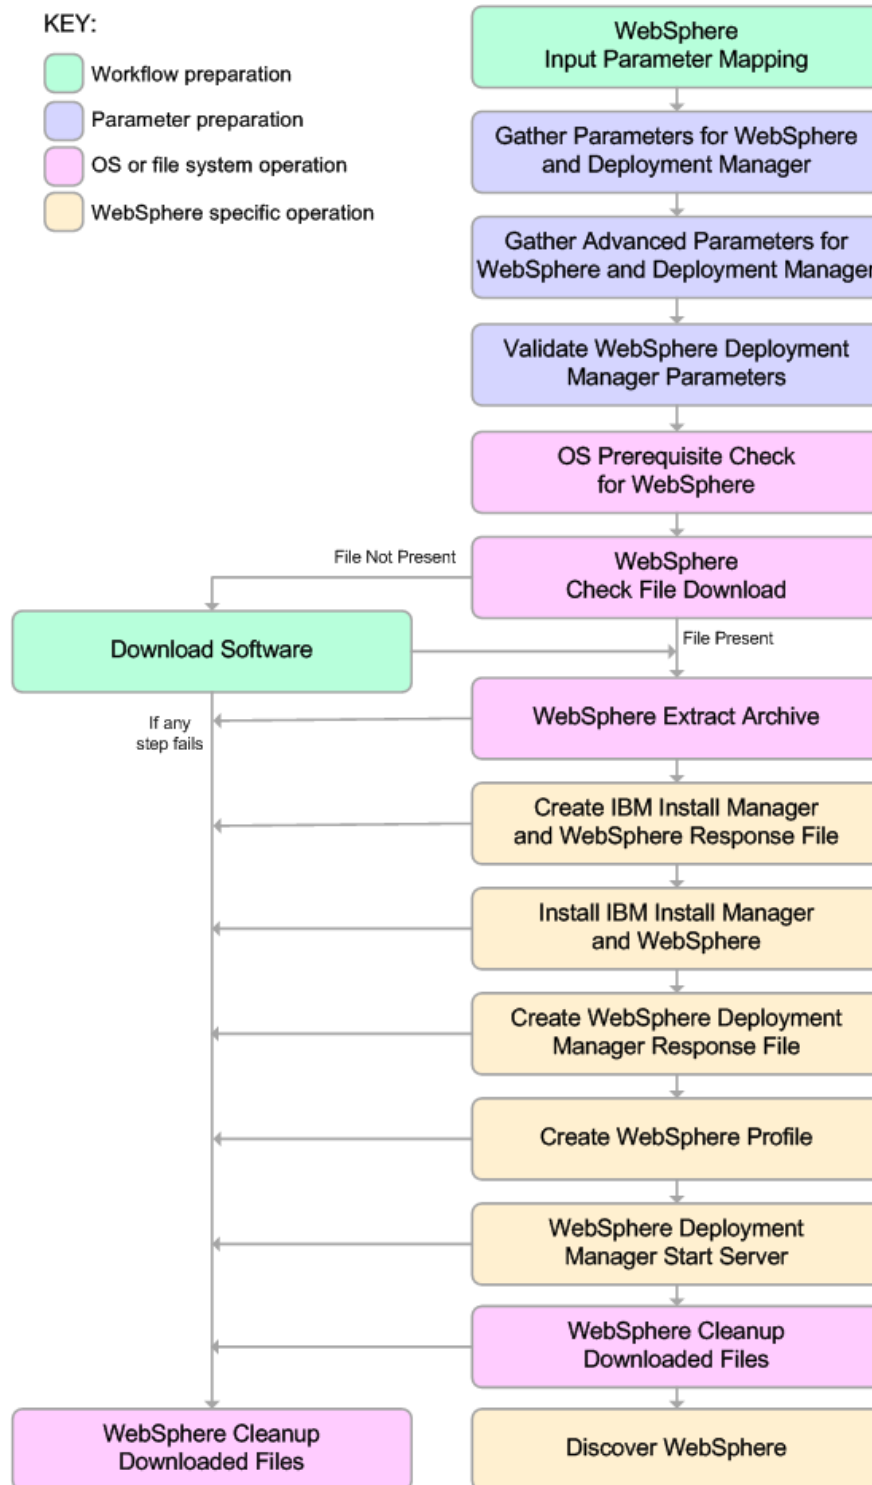 KEY:
Workflow preparation
Parameter preparation
OS or file system operation
WebSphere specific operation
WebSphere
Input Parameter Mapping
Gather Parameters for WebSphere
and Deployment Manager
Gather Advanced Parameters for
WebSphere and Deployment Manager
Validate WebSphere Deployment
Manager Parameters
OS Prerequisite Check
for WebSphere
File Not Present
WebSphere
Check File Download
Download Software
File Present
If any
step fails
WebSphere Extract Archive
Create IBM Install Manager
and WebSphere Response File
Install IBM Install Manager
and WebSphere
Create WebSphere Deployment
Manager Response File
Create WebSphere Profile
WebSphere Deployment
Manager Start Server
WebSphere Cleanup
Downloaded Files
WebSphere Cleanup
Downloaded Files
Discover WebSphere